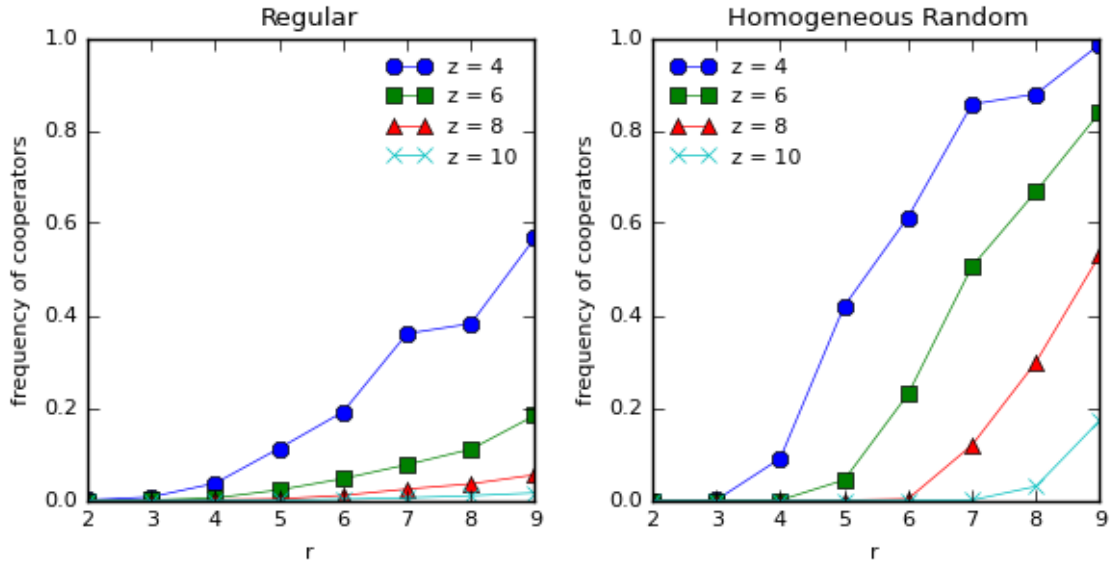 Regular
frequency of cooperators
1.0
0.8
0.6
0.4
0.2
0.0
z = 4
z = 6
z = 8
z = 10
2 3 4 5 6 7 8 9
r
Homogeneous Random
frequency of cooperators
1.0
0.8
0.6
0.4
0.2
0.0
z = 4
z = 6
z = 8
z = 10
2 3 4 5 6 7 8 9
r